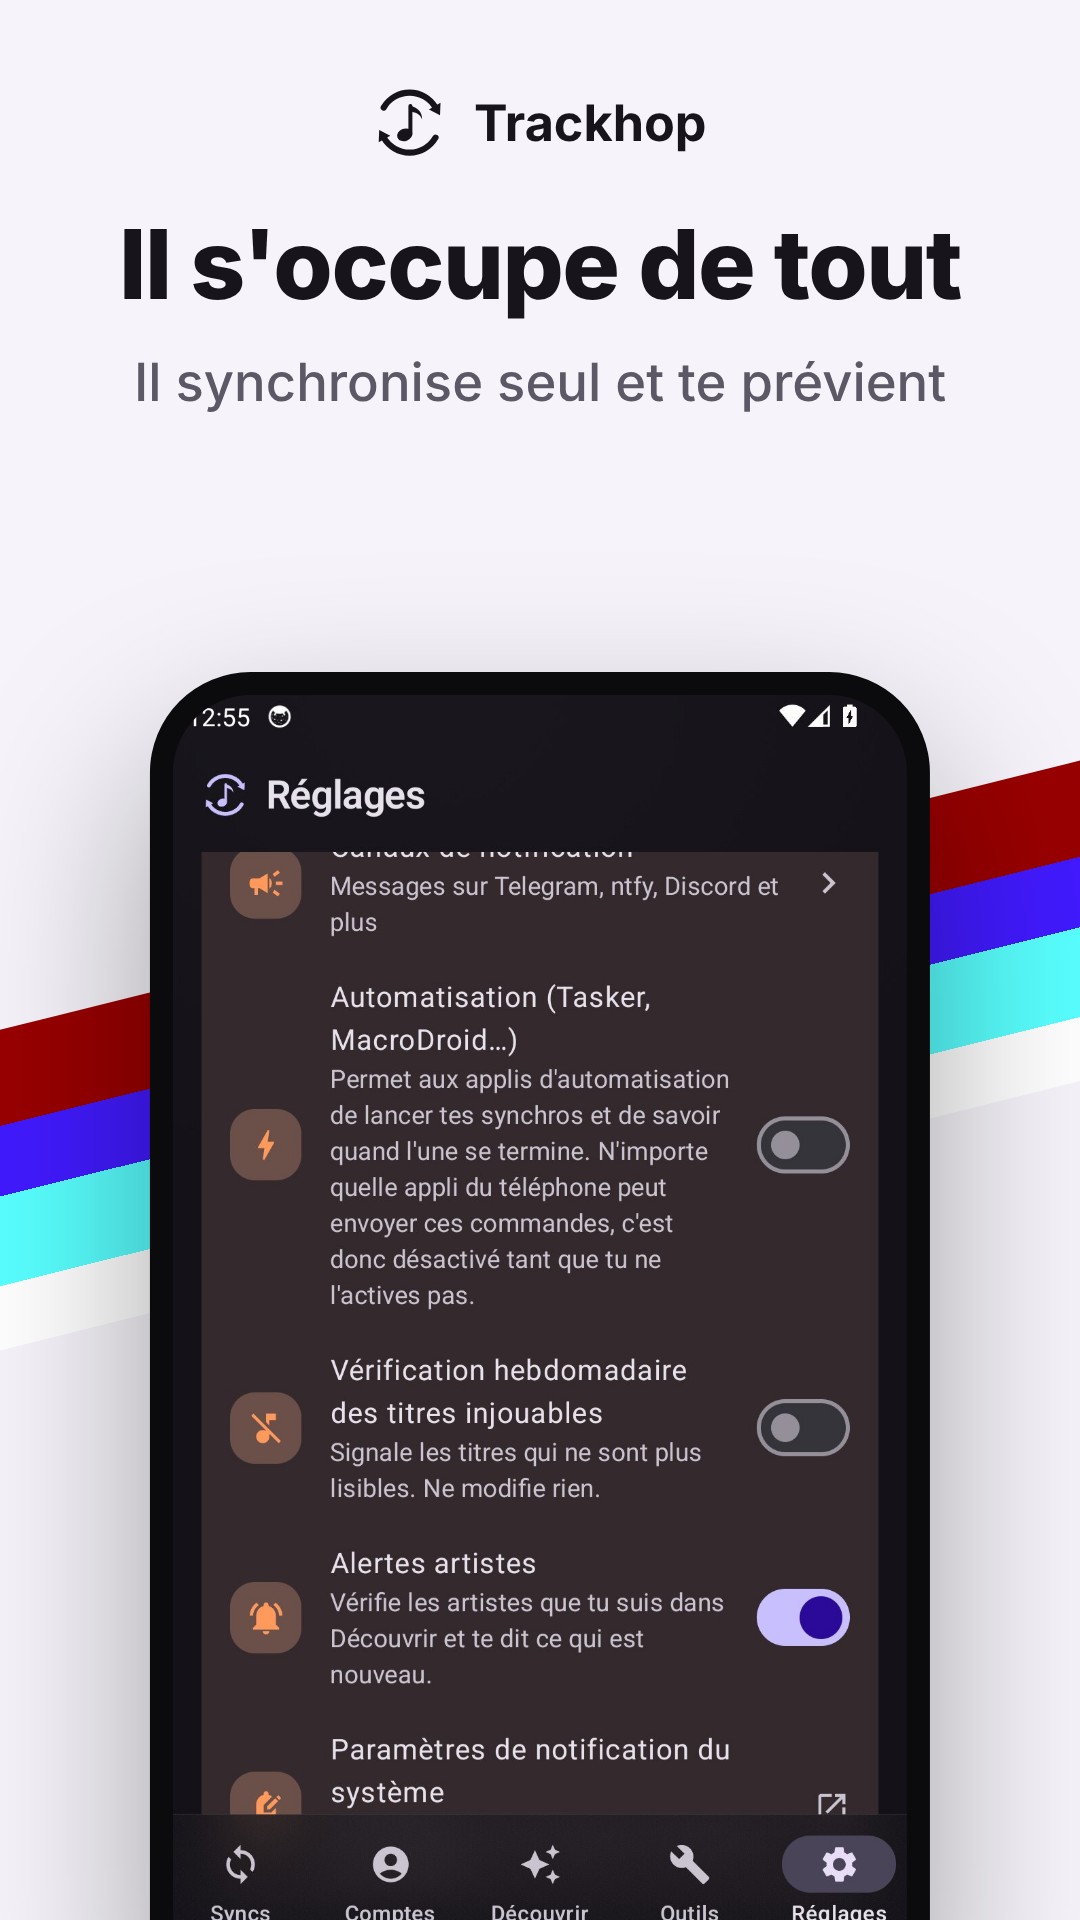 Trackhop
Il s'occupe de tout
Il synchronise seul et te prévient
12:55
Réglages
Canaux de notification
Messages sur Telegram, ntfy, Discord et
plus
Automatisation (Tasker,
MacroDroid…)
Permet aux applis d'automatisation
de lancer tes synchros et de savoir
quand l'une se termine. N'importe
quelle appli du téléphone peut
envoyer ces commandes, c'est
donc désactivé tant que tu ne
l'actives pas.
Vérification hebdomadaire
des titres injouables
Signale les titres qui ne sont plus
lisibles. Ne modifie rien.
Alertes artistes
Vérifie les artistes que tu suis dans
Découvrir et te dit ce qui est
nouveau.
Paramètres de notification du
système
Syncs
Comptes
Découvrir
Outils
Réglages